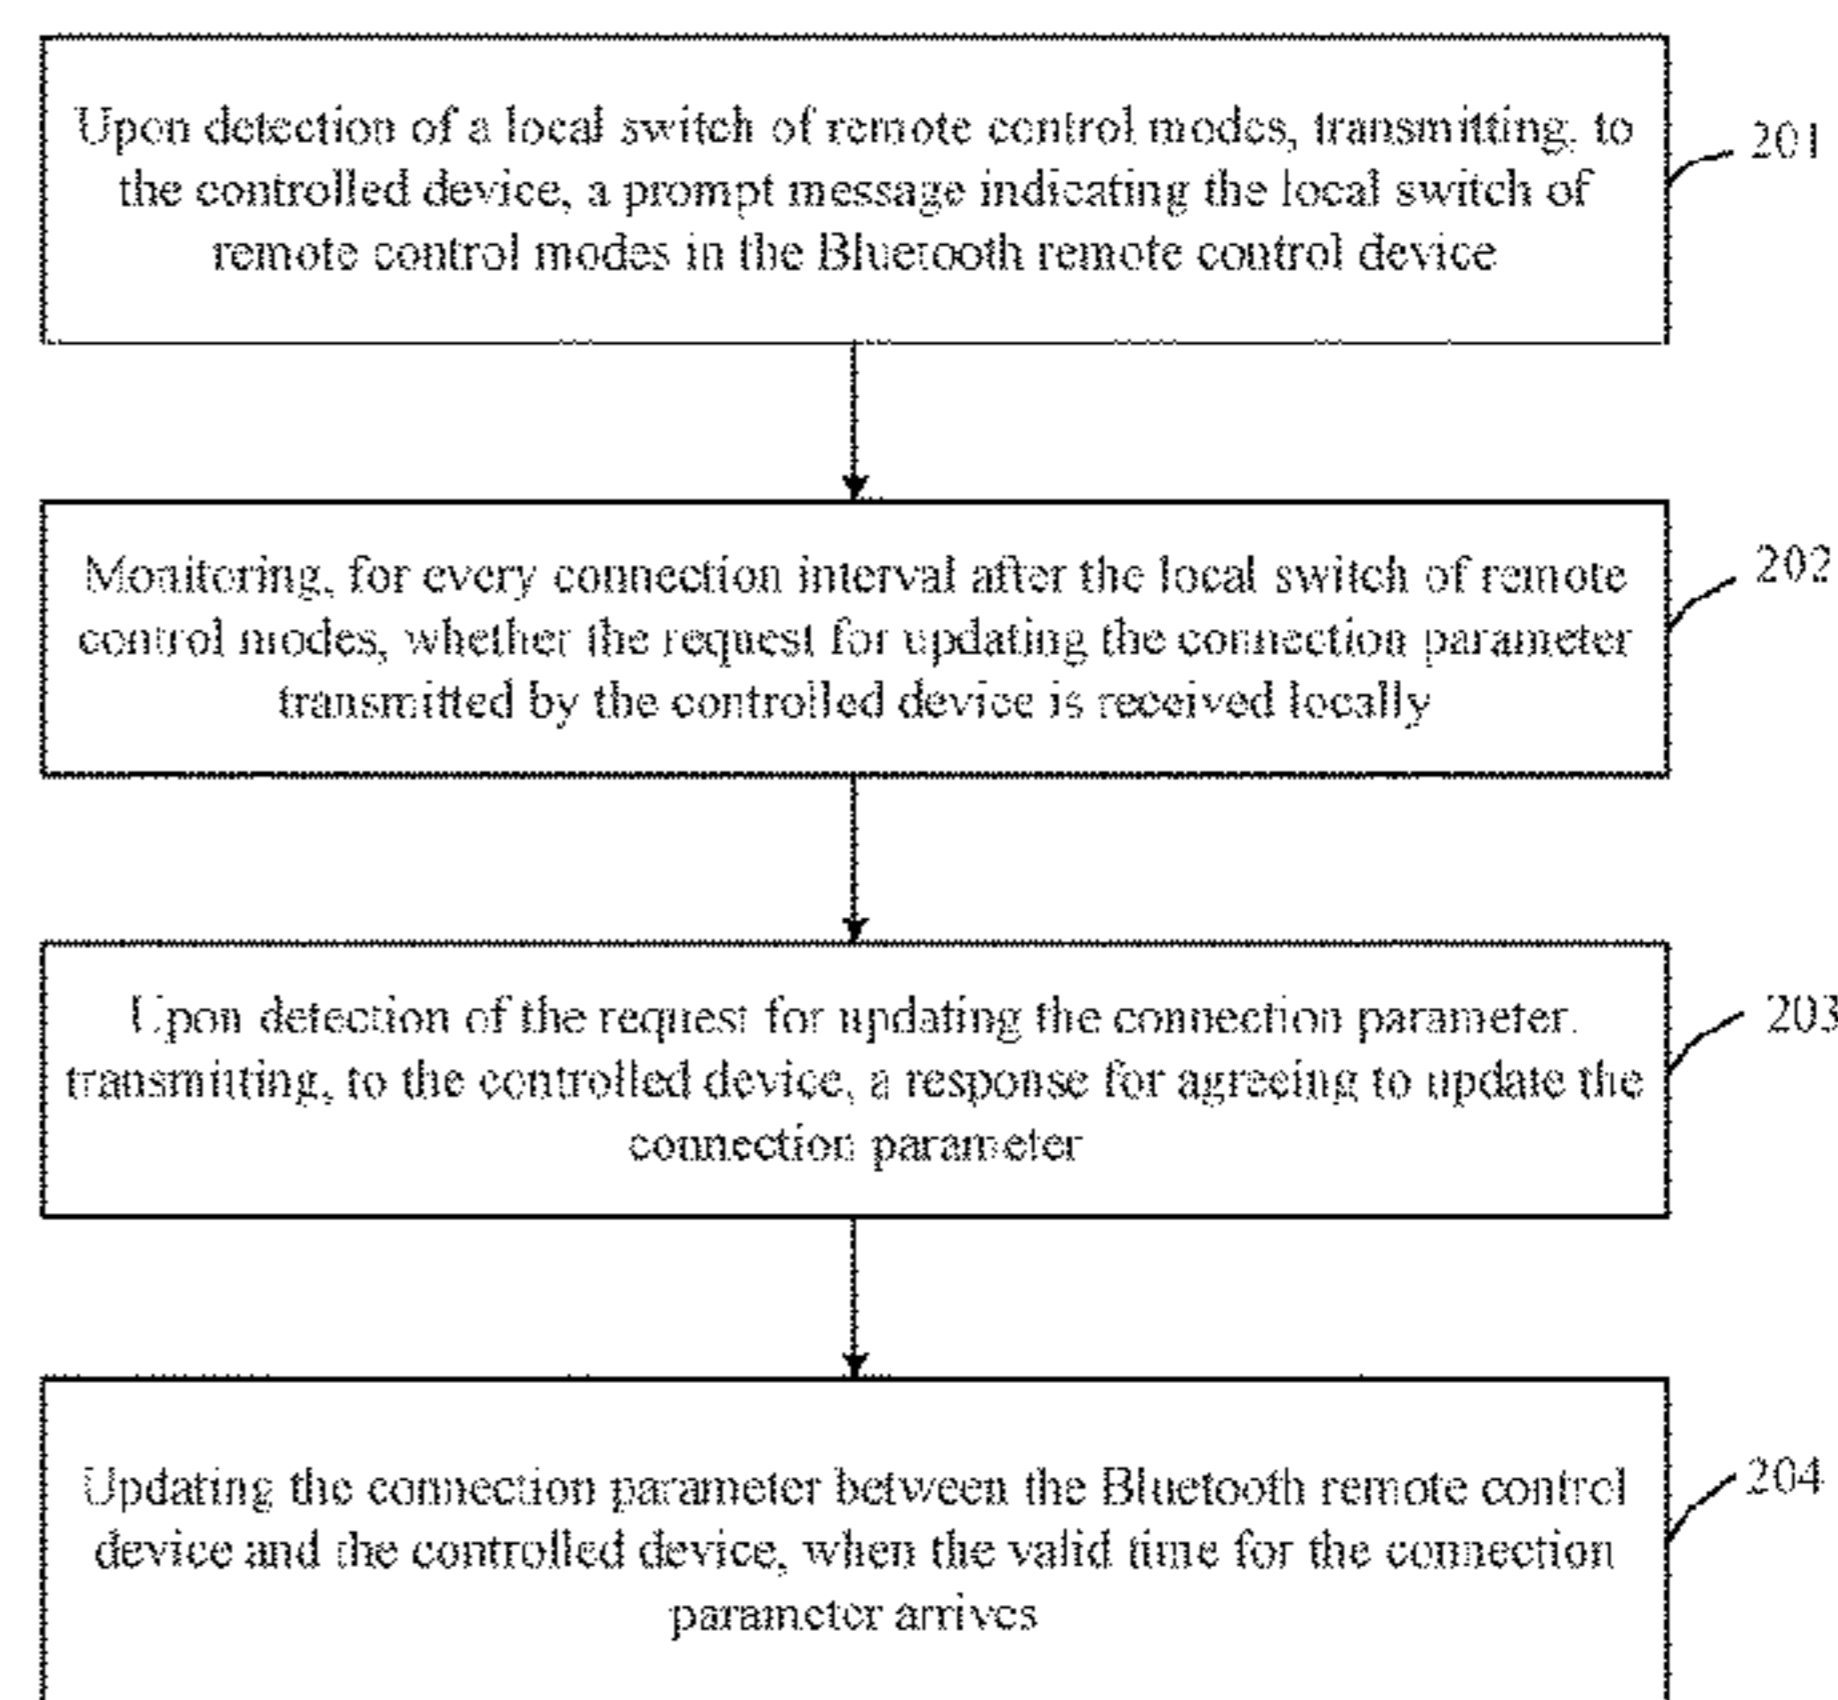 Upon detection of a local switch of remote control modes, transmitting, to
the controlled device, a prompt message indicating the local switch of
remote control modes in the Bluetooth remote control device
201
Monitoring, for every connection interval after the local switch of remote
control modes, whether the request for updating the connection parameter
transmitted by the controlled device is received locally
202
Upon detection of the request for updating the connection parameter,
transmitting, to the controlled device, a response for agreeing to update the
connection parameter
203
Updating the connection parameter between the Bluetooth remote control
device and the controlled device, when the valid time for the connection
parameter arrives
204